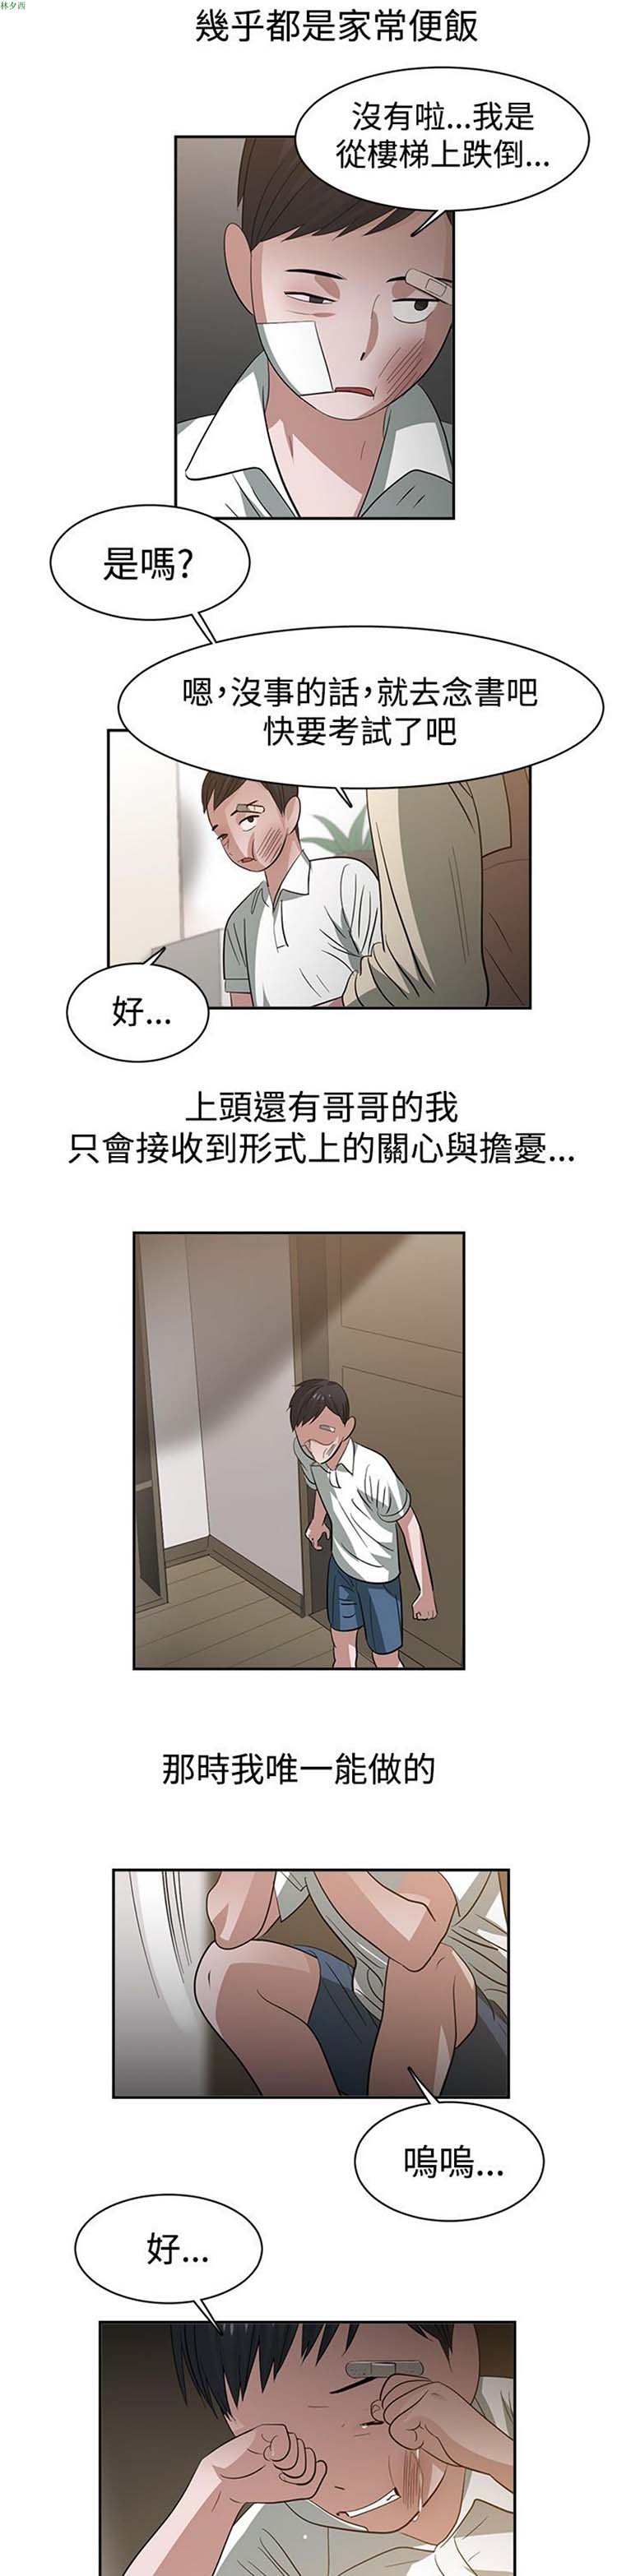 林夕西
幾乎都是家常便飯
沒有啦…我是
從樓梯上跌倒…
是嗎?
嗯,沒事的話,就去念書吧
快要考試了吧
好…
上頭還有哥哥的我
只會接收到形式上的關心與擔憂…
那時我唯一能做的
嗚嗚…
好…